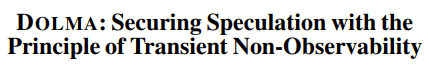 DOLMA: Securing Speculation with the
Principle of Transient Non-Observability